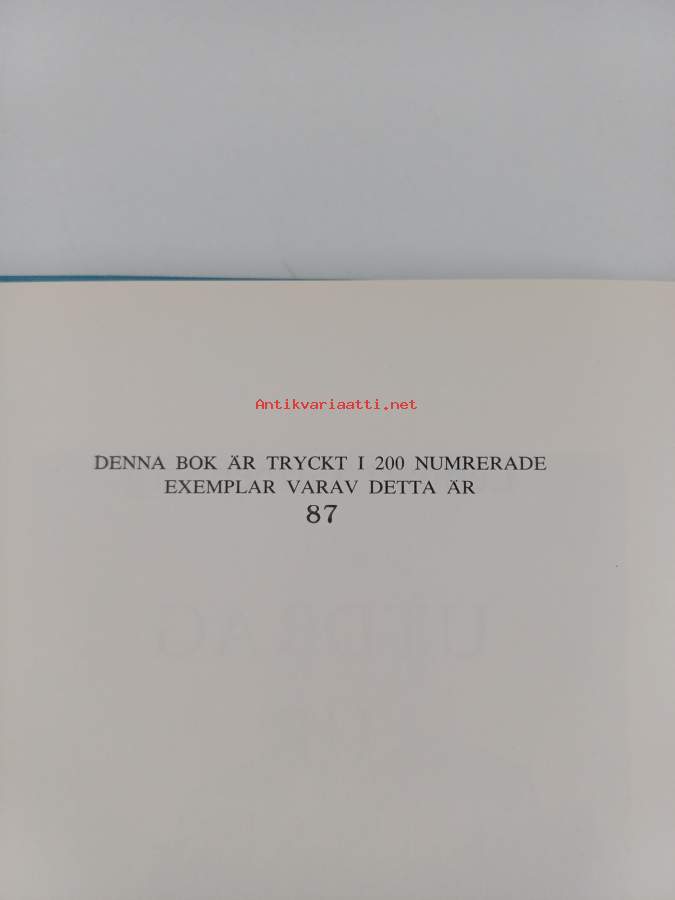 Antikvariaatti.net
DENNA BOK ÄR TRYCKT I 200 NUMRERADE
EXEMPLAR VARAV DETTA ÄR
87